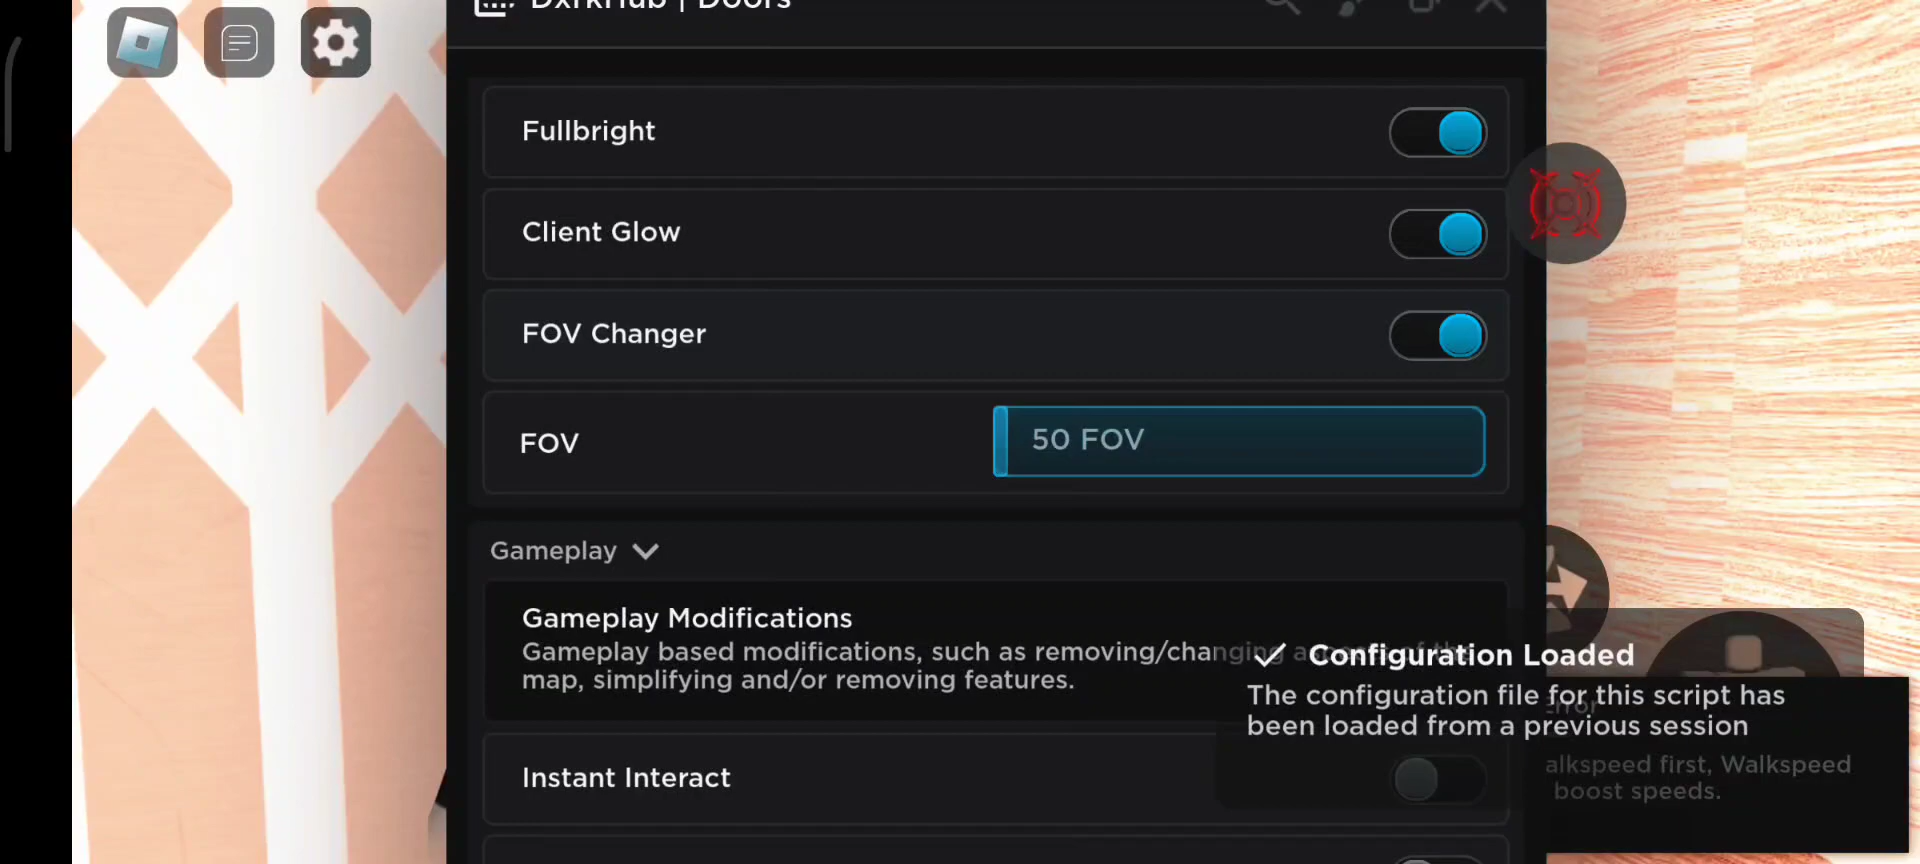 DxrkHub | Doors
Fullbright
Client Glow
FOV Changer
FOV
50 FOV
Gameplay
Gameplay Modifications
Gameplay based modifications, such as removing/changing
map, simplifying and/or removing features.
Configuration Loaded
The configuration file for this script has
been loaded from a previous session
Instant Interact
alkspeed first, Walkspeed
boost speeds.